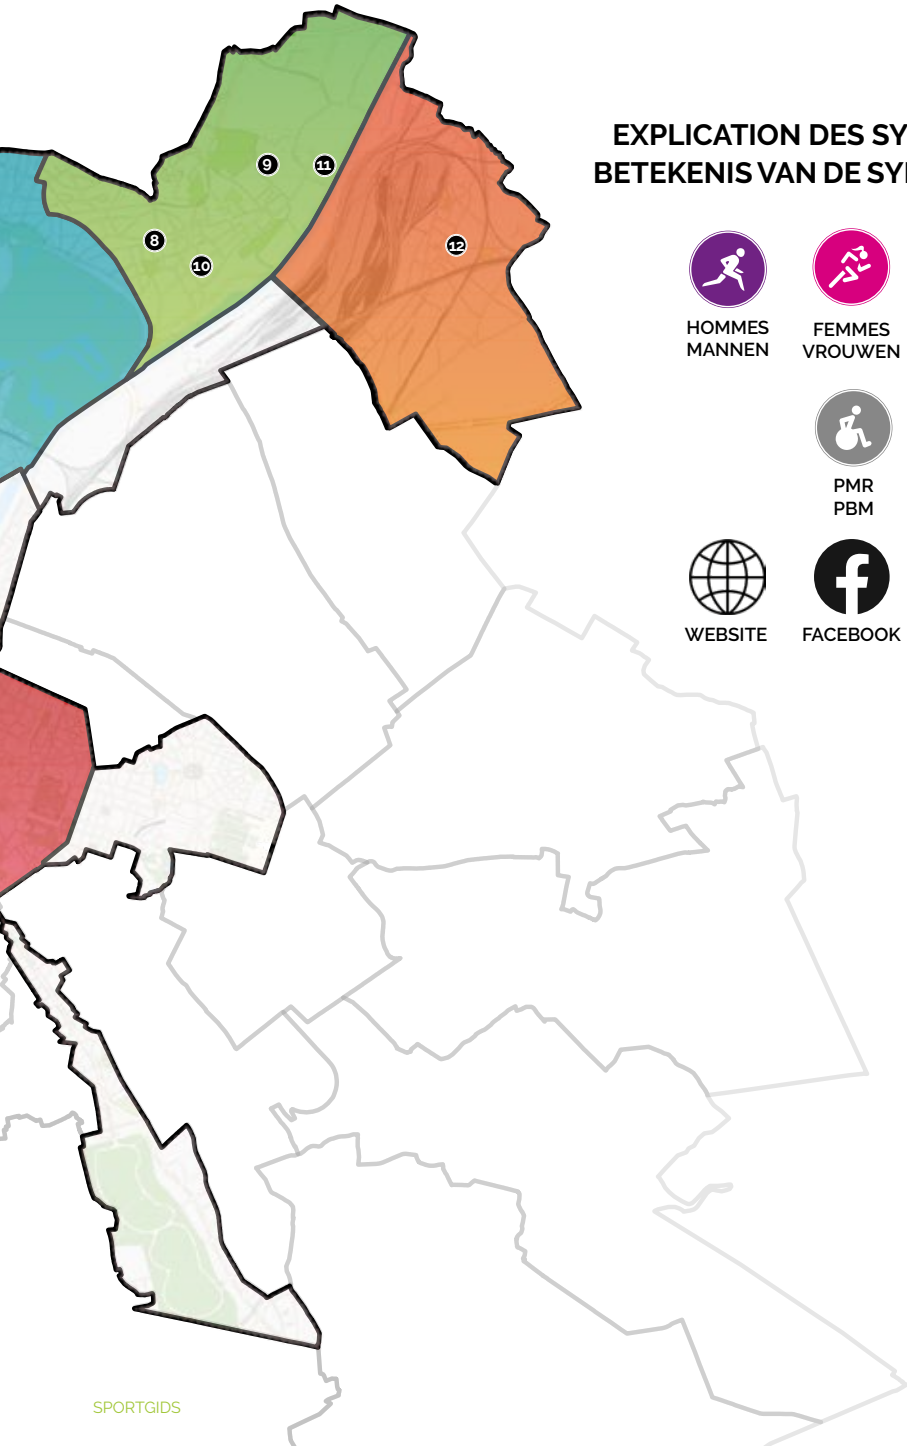 EXPLICATION DES SY
BETEKENIS VAN DE SY
9
11
8
10
12
HOMMES
MANNEN
FEMMES
VROUWEN
PMR
PBM
WEBSITE
FACEBOOK
SPORTGIDS